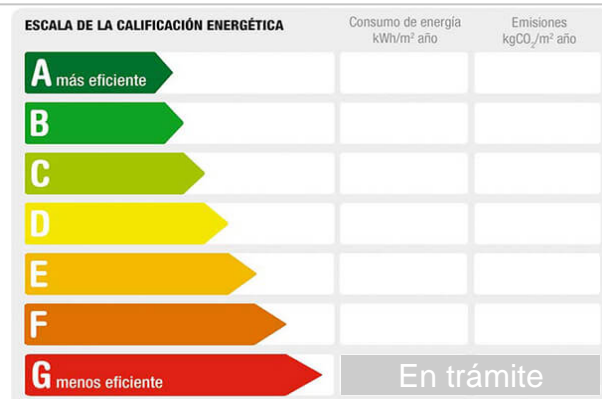 ESCALA DE LA CALIFICACIÓN ENERGÉTICA
Consumo de energía
kWh/m² año
Emisiones
kgCO₂/m² año
A más eficiente
B
C
D
E
F
G menos eficiente
En trámite